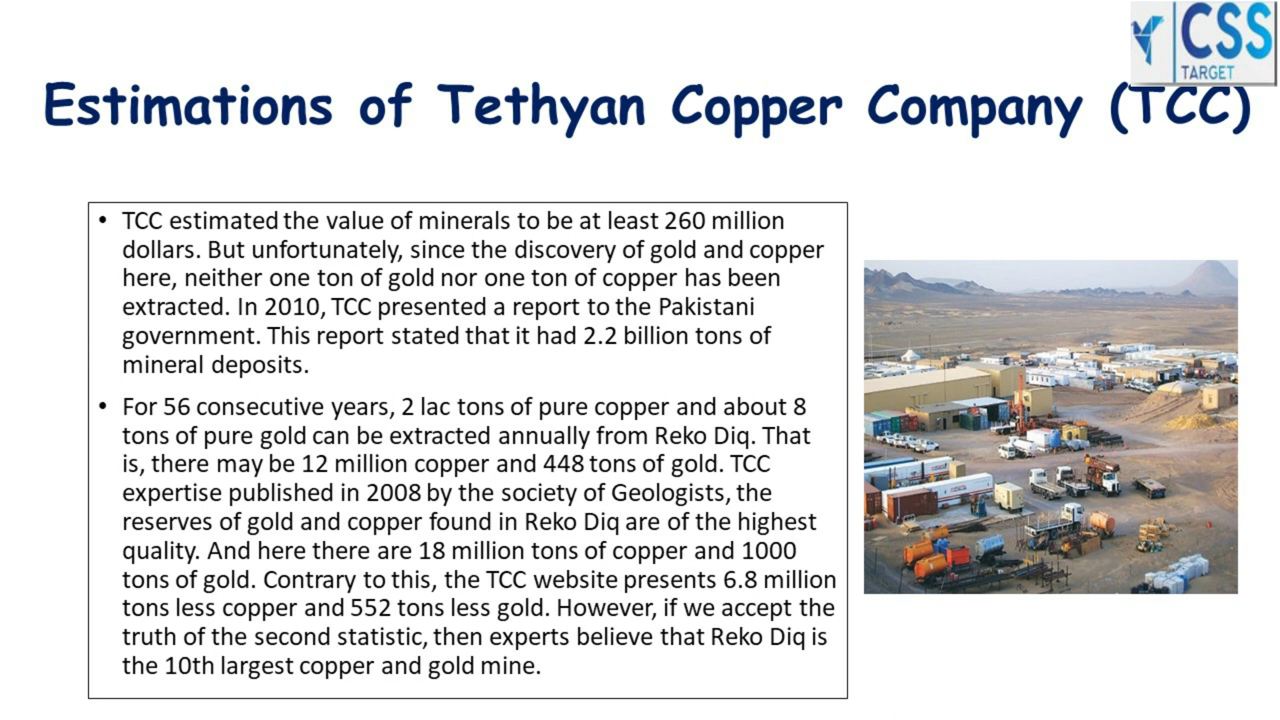 CSS
TARGET
Estimations of Tethyan Copper Company (TCC)
• TCC estimated the value of minerals to be at least 260 million
dollars. But unfortunately, since the discovery of gold and copper
here, neither one ton of gold nor one ton of copper has been
extracted. In 2010, TCC presented a report to the Pakistani
government. This report stated that it had 2.2 billion tons of
mineral deposits.
• For 56 consecutive years, 2 lac tons of pure copper and about 8
tons of pure gold can be extracted annually from Reko Diq. That
is, there may be 12 million copper and 448 tons of gold. TCC
expertise published in 2008 by the society of Geologists, the
reserves of gold and copper found in Reko Diq are of the highest
quality. And here there are 18 million tons of copper and 1000
tons of gold. Contrary to this, the TCC website presents 6.8 million
tons less copper and 552 tons less gold. However, if we accept the
truth of the second statistic, then experts believe that Reko Diq is
the 10th largest copper and gold mine.